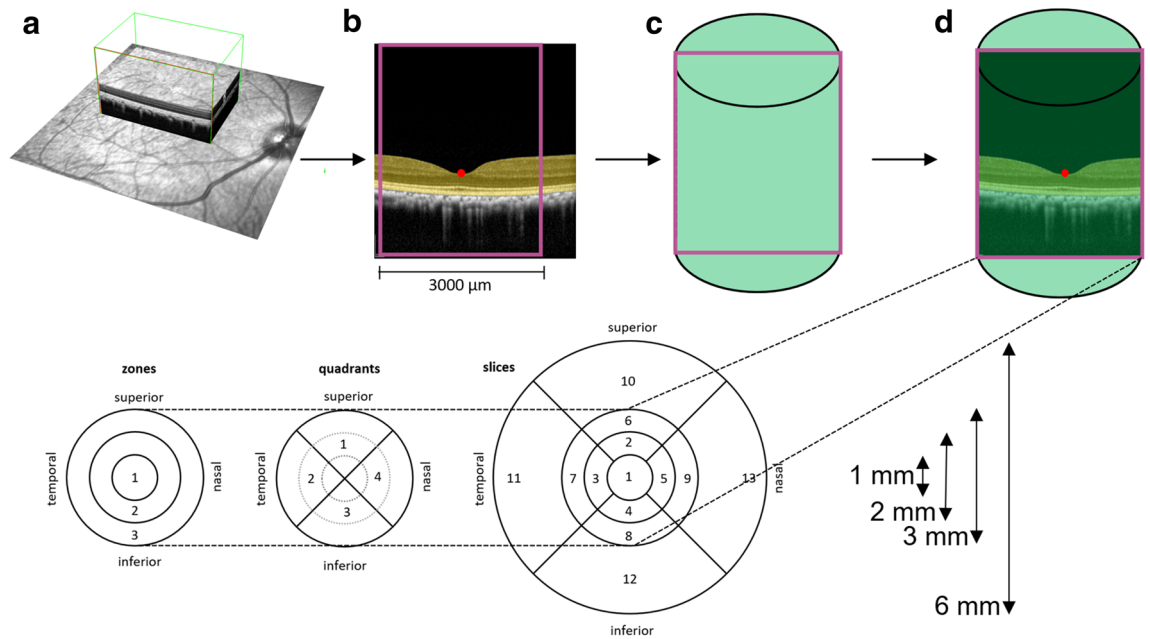 a
b
c
d
3000 µm
zones
quadrants
slices
superior
superior
superior
temporal
1
2
3
nasal
inferior
temporal
1
2
4
3
nasal
inferior
temporal
10
6
2
11
7
3
1
5
9
13
4
8
12
nasal
inferior
1 mm
2 mm
3 mm
6 mm